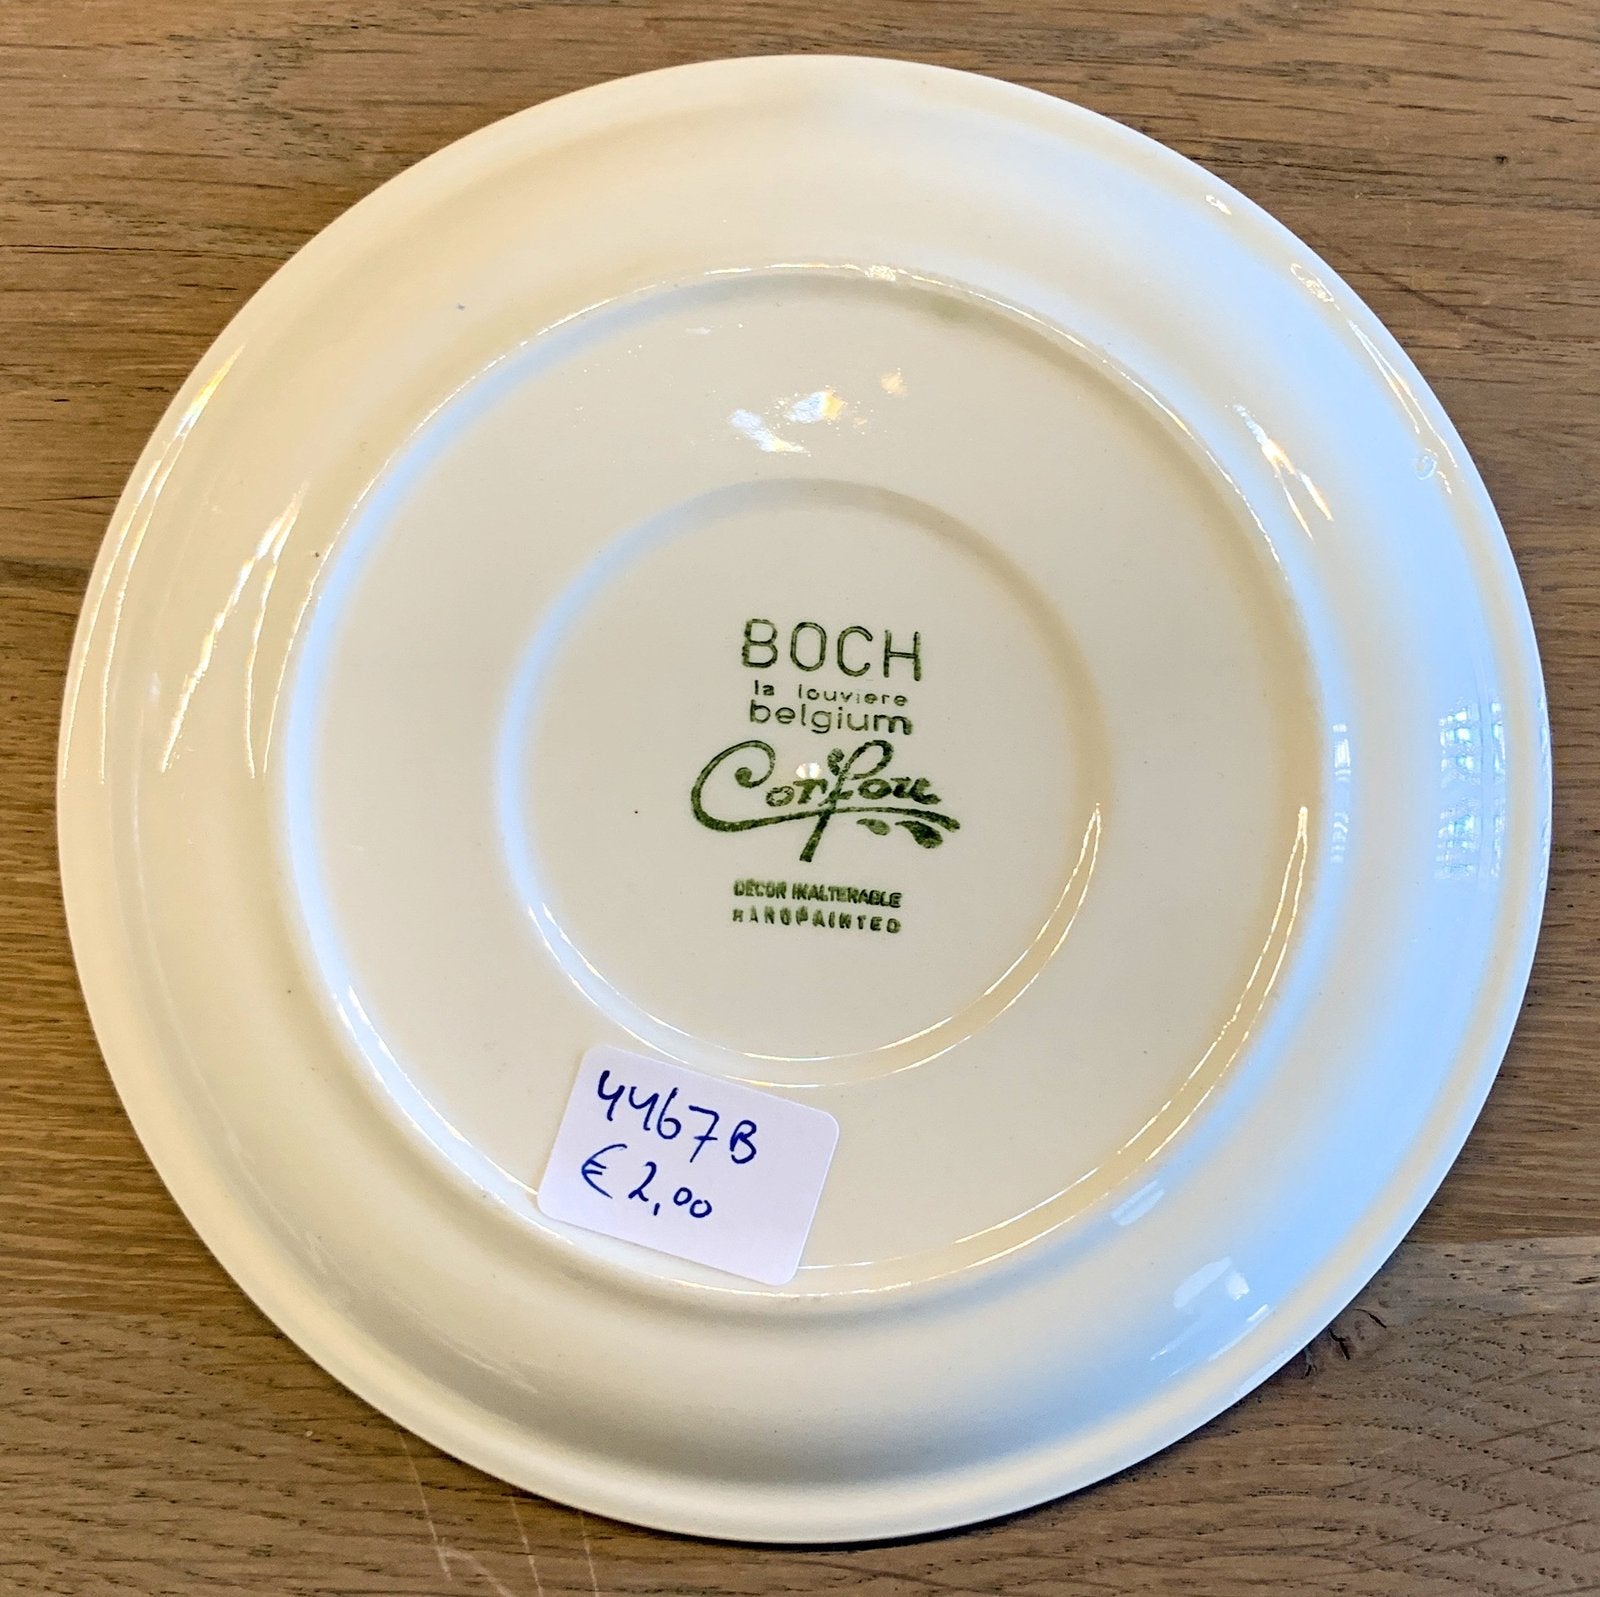 BOCH
la louviere
belgium
Corfou
DÉCOR INALTERABLE
HANDPAINTED
4467B
€ 2,00